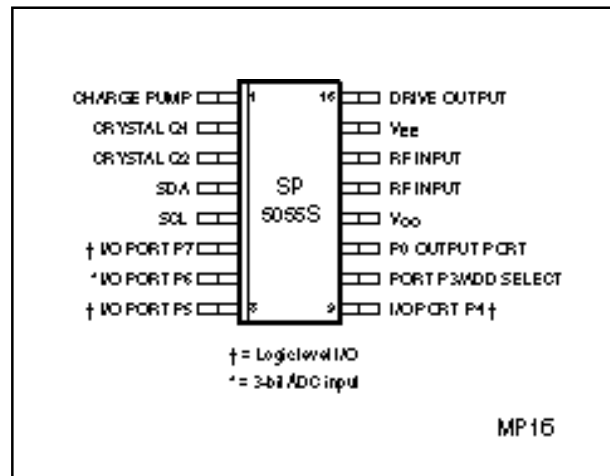 CHARGE PUMP 1 16 DRIVE OUTPUT
CRYSTAL Q1 VEE
CRYSTAL Q2 RF INPUT
SDA SP RF INPUT
SCL 5055S VCC
† I/O PORT P7 P0 OUTPUT PORT
* I/O PORT P6 PORT P3/ADD SELECT
† I/O PORT P5 8 9 I/O PORT P4 †
† = Logic level I/O
* = 3-bit ADC input
MP16